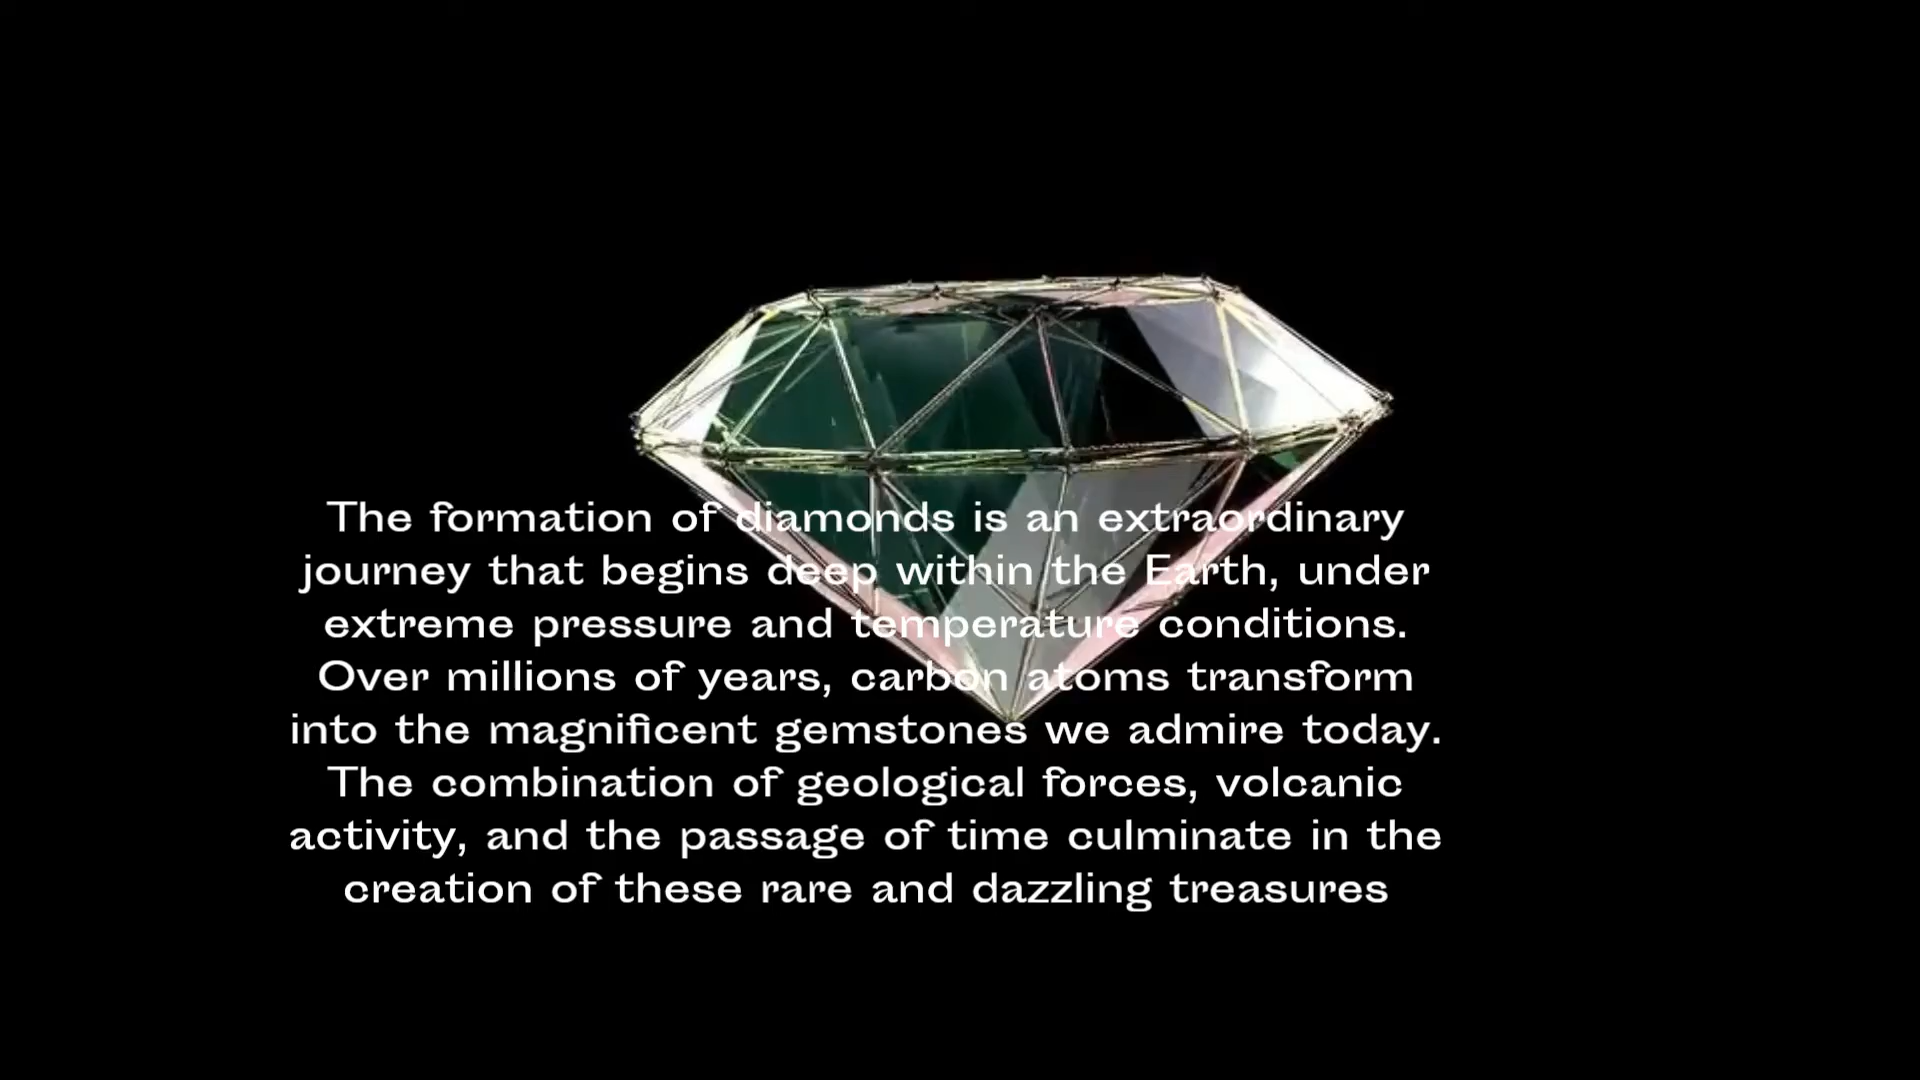 The formation of diamonds is an extraordinary
journey that begins deep within the Earth, under
extreme pressure and temperature conditions.
Over millions of years, carbon atoms transform
into the magnificent gemstones we admire today.
The combination of geological forces, volcanic
activity, and the passage of time culminate in the
creation of these rare and dazzling treasures